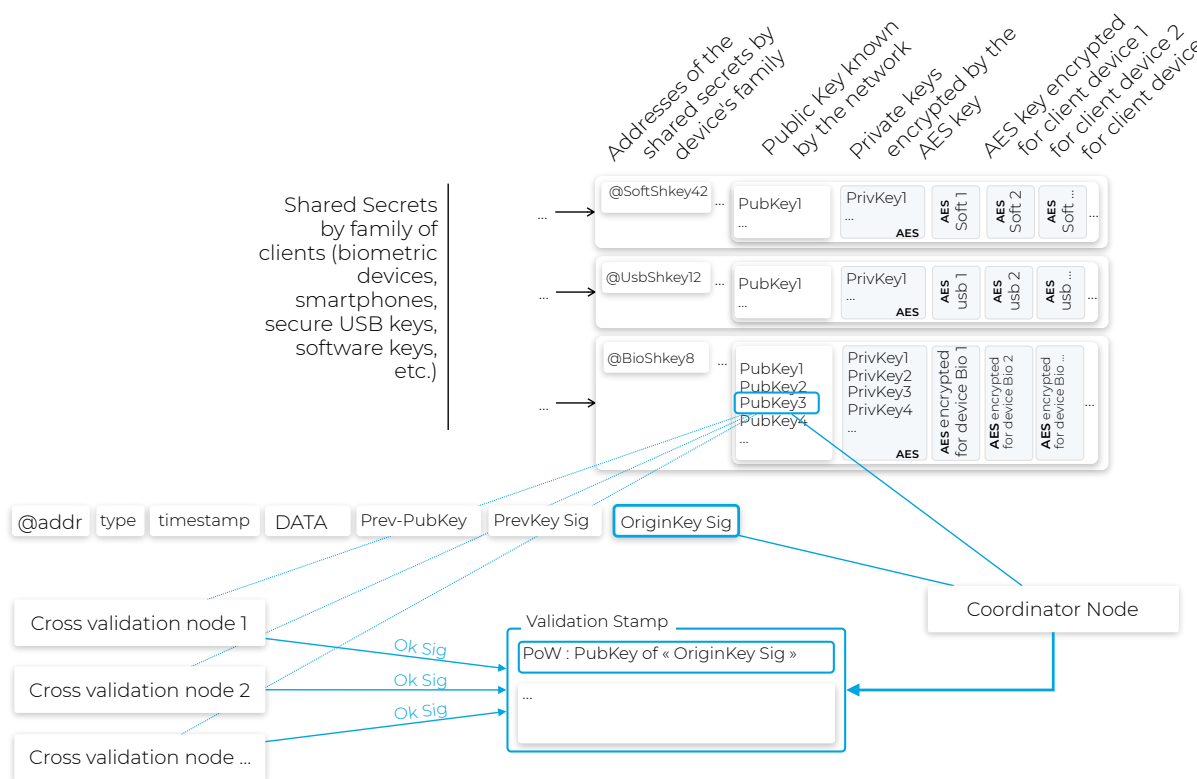 Addresses of the
shared secrets by
device's family
Public Key known
by the network
Private keys
encrypted by the
AES key
AES key encrypted
for client device 1
for client device 2
for client device
Shared Secrets
by family of
clients (biometric
devices,
smartphones,
secure USB keys,
software keys,
etc.)
...
@SoftShkey42
...
PubKey1
...
PrivKey1
...
AES
AES
Soft 1
AES
Soft 2
AES
Soft ...
...
...
@UsbShkey12
...
PubKey1
...
PrivKey1
...
AES
AES
usb 1
AES
usb 2
AES
usb ...
...
...
@BioShkey8
...
PubKey1
PubKey2
PubKey3
PubKey4
...
PrivKey1
PrivKey2
PrivKey3
PrivKey4
...
AES
AES encrypted
for device Bio 1
AES encrypted
for device Bio 2
AES encrypted
for device Bio ...
...
@addr type timestamp DATA Prev-PubKey PrevKey Sig OriginKey Sig
Cross validation node 1
Cross validation node 2
Cross validation node ...
Ok Sig
Ok Sig
Ok Sig
Validation Stamp
PoW : PubKey of « OriginKey Sig »
...
Coordinator Node